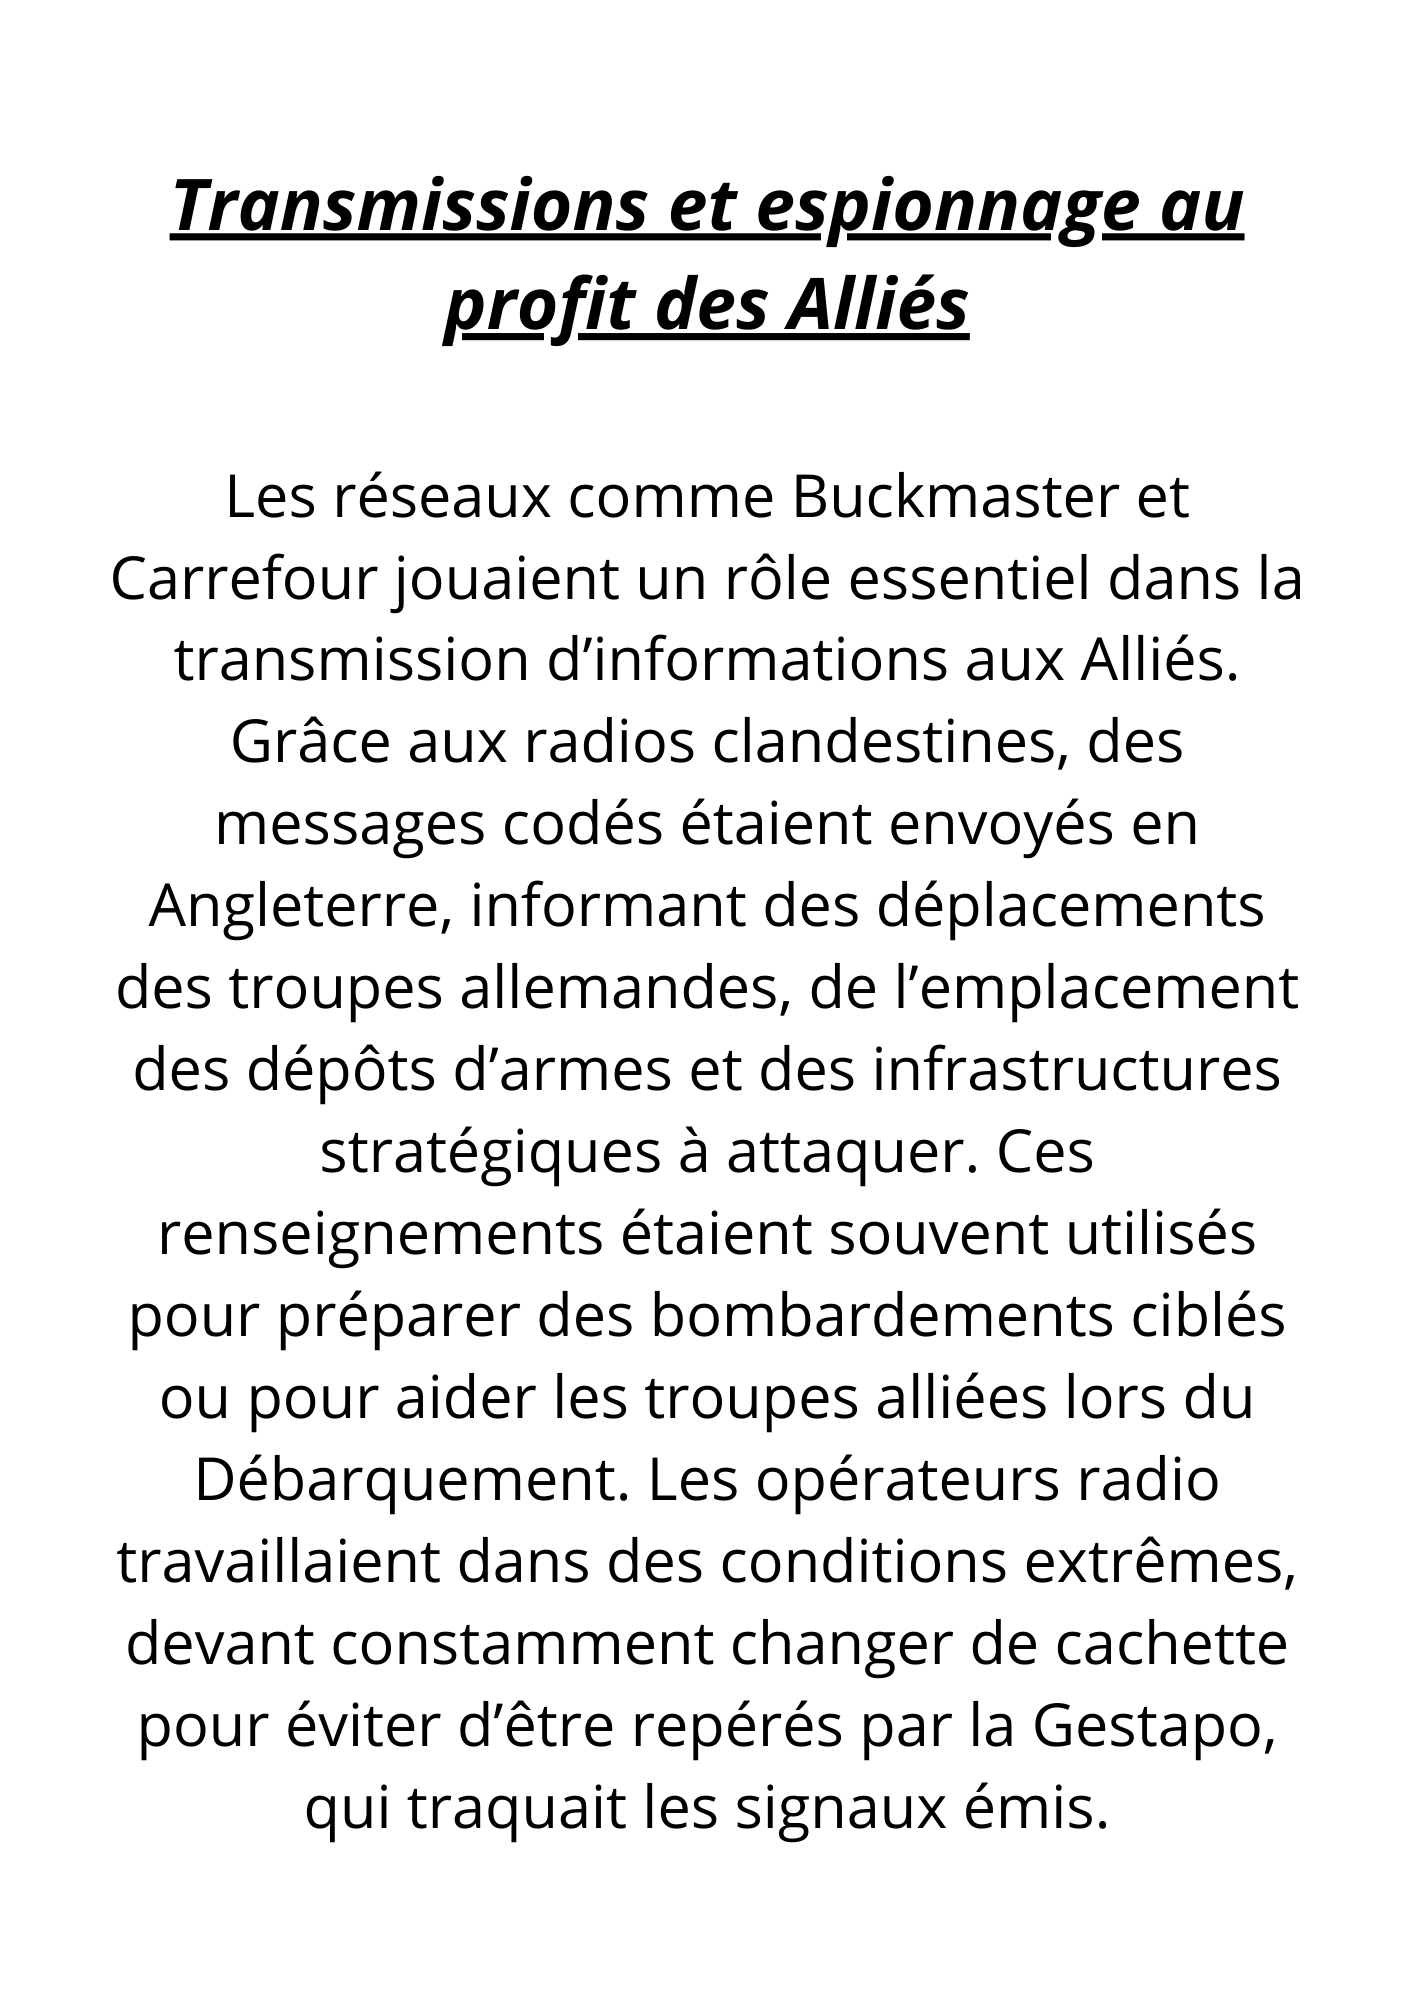 Transmissions et espionnage au
profit des Alliés
Les réseaux comme Buckmaster et
Carrefour jouaient un rôle essentiel dans la
transmission d’informations aux Alliés.
Grâce aux radios clandestines, des
messages codés étaient envoyés en
Angleterre, informant des déplacements
des troupes allemandes, de l’emplacement
des dépôts d’armes et des infrastructures
stratégiques à attaquer. Ces
renseignements étaient souvent utilisés
pour préparer des bombardements ciblés
ou pour aider les troupes alliées lors du
Débarquement. Les opérateurs radio
travaillaient dans des conditions extrêmes,
devant constamment changer de cachette
pour éviter d’être repérés par la Gestapo,
qui traquait les signaux émis.